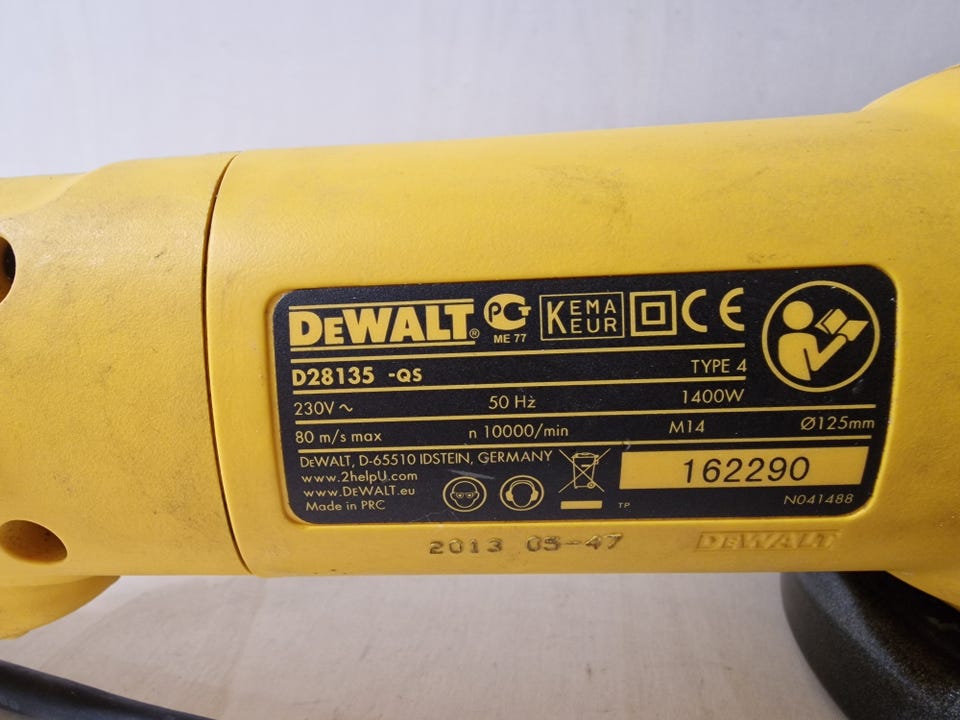 DeWALT®
PCT
ME 77
KEMA
KEUR
CE
D28135 -QS TYPE 4
230V ~ 50 Hz 1400W
80 m/s max n 10000/min M14 Ø125mm
DeWALT, D-65510 IDSTEIN, GERMANY
www.2helpU.com
www.DeWALT.eu
Made in PRC
162290
TP
N041488
2013 05-47
DeWALT